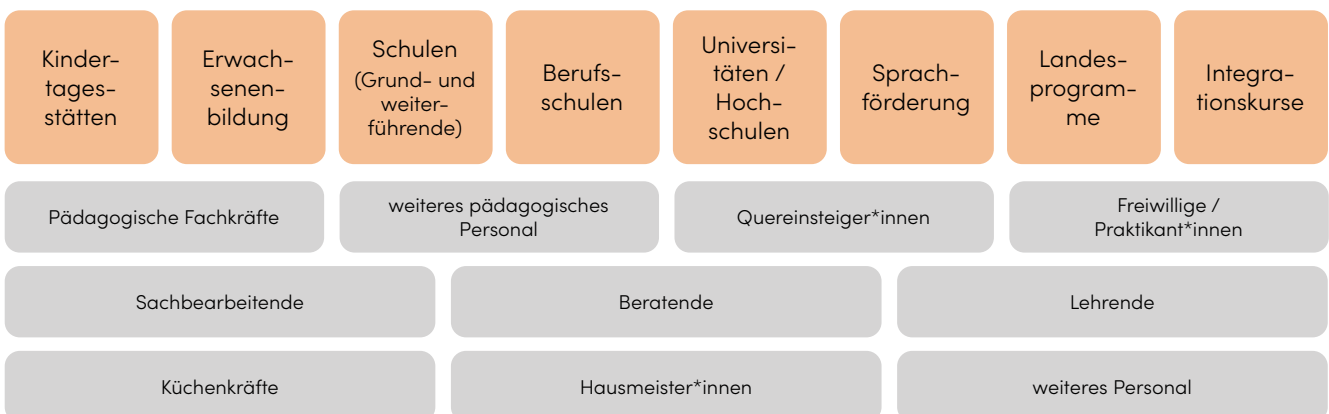 Kinder-
tages-
stätten
Erwach-
senen-
bildung
Schulen
(Grund- und
weiter-
führende)
Berufs-
schulen
Universi-
täten /
Hoch-
schulen
Sprach-
förderung
Landes-
program-
me
Integra-
tionskurse
Pädagogische Fachkräfte
weiteres pädagogisches
Personal
Quereinsteiger*innen
Freiwillige /
Praktikant*innen
Sachbearbeitende
Beratende
Lehrende
Küchenkräfte
Hausmeister*innen
weiteres Personal